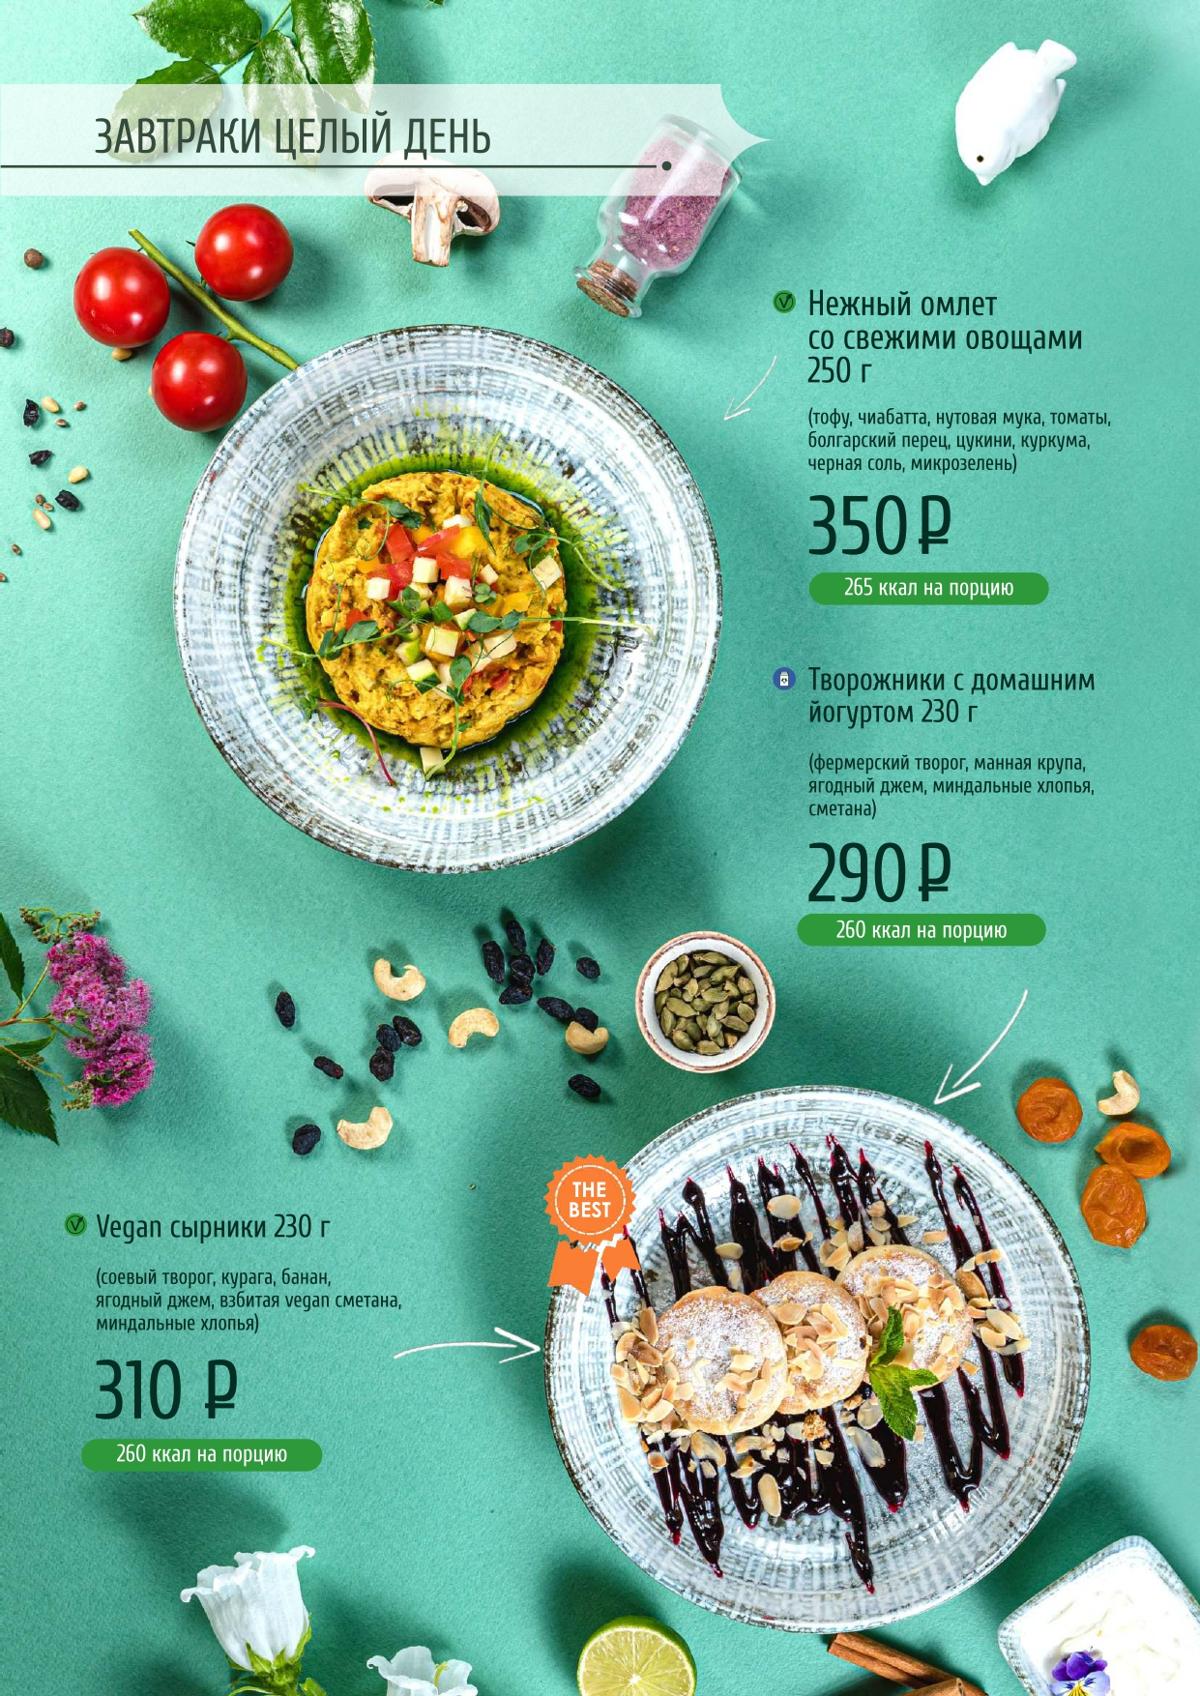 ЗАВТРАКИ ЦЕЛЫЙ ДЕНЬ
Нежный омлет
со свежими овощами
250 г
(тофу, чиабатта, нутовая мука, томаты,
болгарский перец, цукини, куркума,
черная соль, микрозелень)
350 ₽
265 ккал на порцию
Творожники с домашним
йогуртом 230 г
(фермерский творог, манная крупа,
ягодный джем, миндальные хлопья,
сметана)
290 ₽
260 ккал на порцию
THE
BEST
Vegan сырники 230 г
(соевый творог, курага, банан,
ягодный джем, взбитая vegan сметана,
миндальные хлопья)
310 ₽
260 ккал на порцию